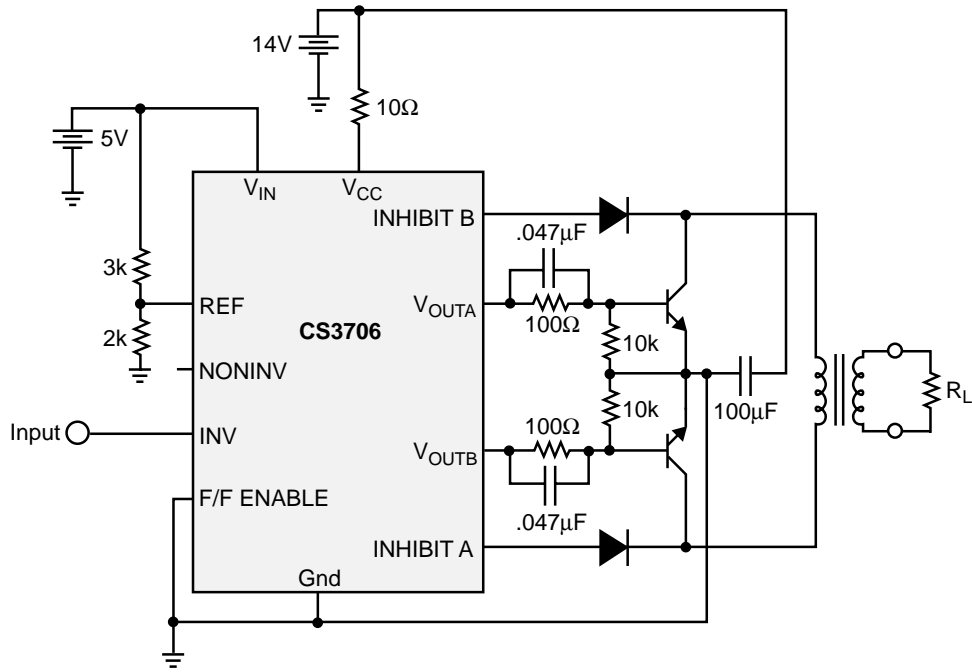 14V
10Ω
5V
V_IN
V_CC
INHIBIT B
.047µF
3k
REF
V_OUTA
100Ω
CS3706
2k
10k
NONINV
R_L
100µF
10k
Input
INV
100Ω
V_OUTB
F/F ENABLE
.047µF
INHIBIT A
Gnd